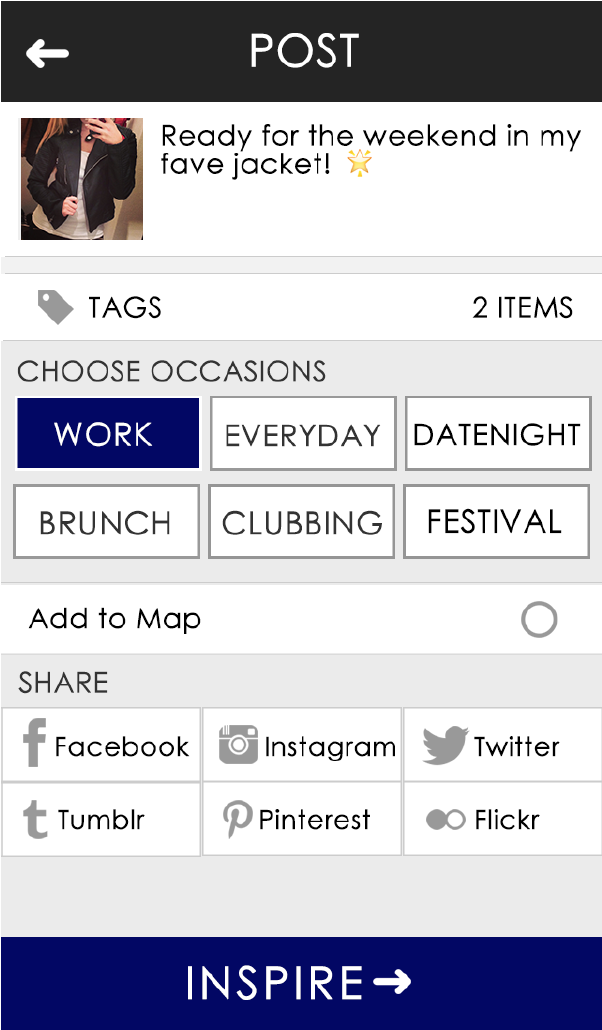 POST
Ready for the weekend in my
fave jacket! 🌟
TAGS 2 ITEMS
CHOOSE OCCASIONS
WORK EVERYDAY DATENIGHT
BRUNCH CLUBBING FESTIVAL
Add to Map
SHARE
Facebook Instagram Twitter
Tumblr Pinterest Flickr
INSPIRE